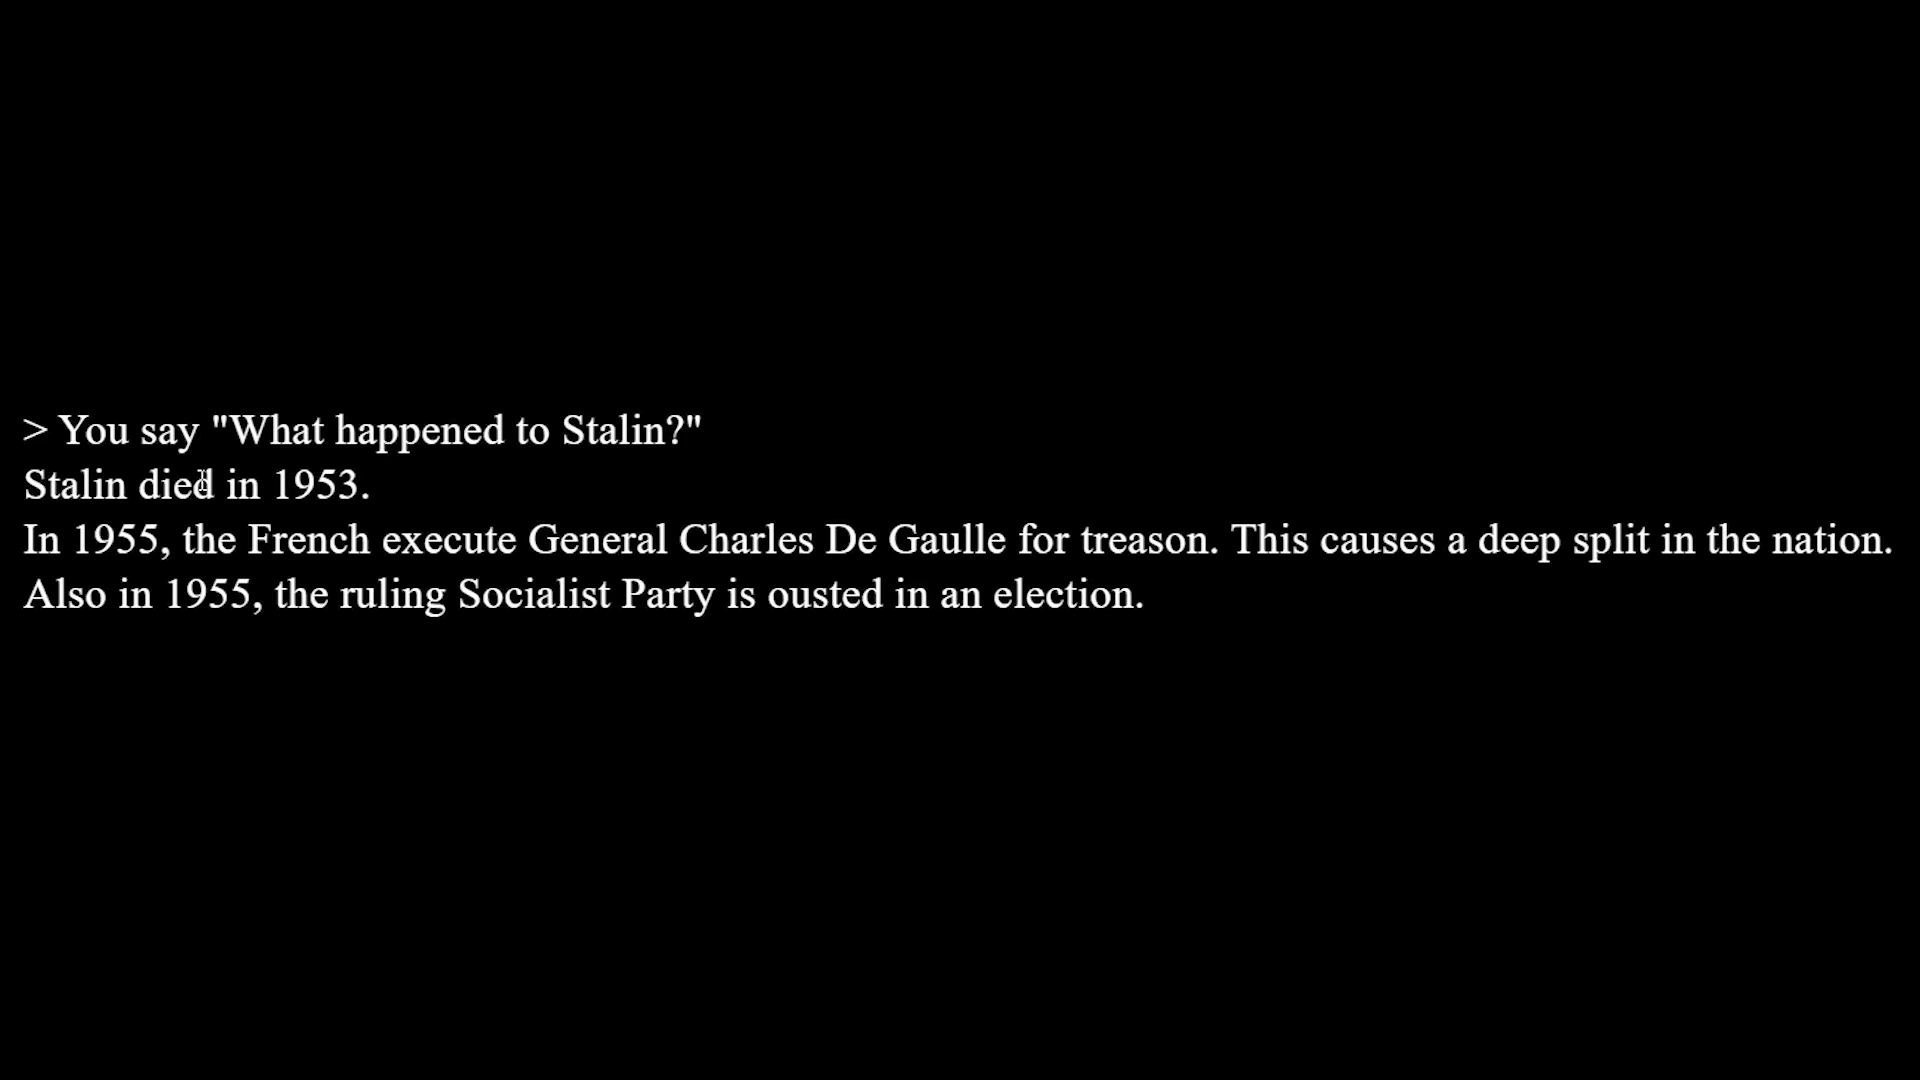 > You say "What happened to Stalin?"
Stalin died in 1953.
In 1955, the French execute General Charles De Gaulle for treason. This causes a deep split in the nation.
Also in 1955, the ruling Socialist Party is ousted in an election.